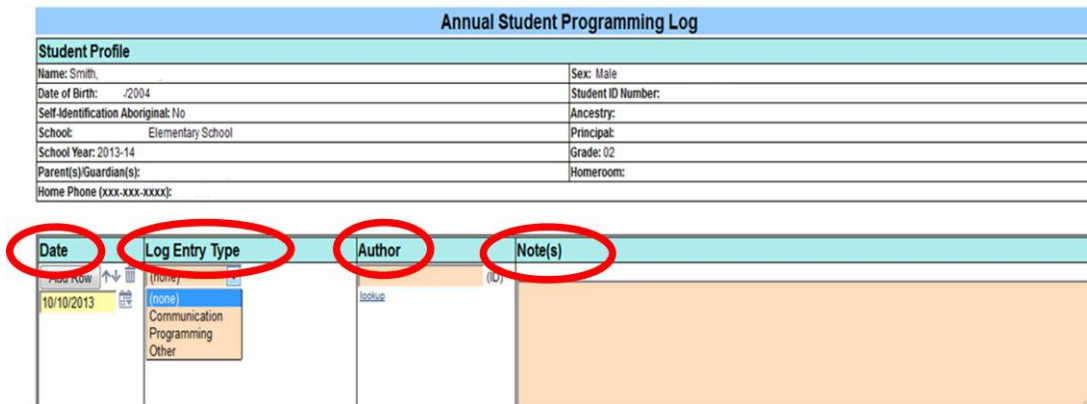 Annual Student Programming Log
Student Profile
Name: Smith,
Sex: Male
Date of Birth: /2004
Student ID Number:
Self-Identification Aboriginal: No
Ancestry:
School: Elementary School
Principal:
School Year: 2013-14
Grade: 02
Parent(s)/Guardian(s):
Homeroom:
Home Phone (xxx-xxx-xxxx):
Date Log Entry Type Author Note(s)
Add Row (none) (ID)
10/10/2013 (none) lookup
Communication
Programming
Other